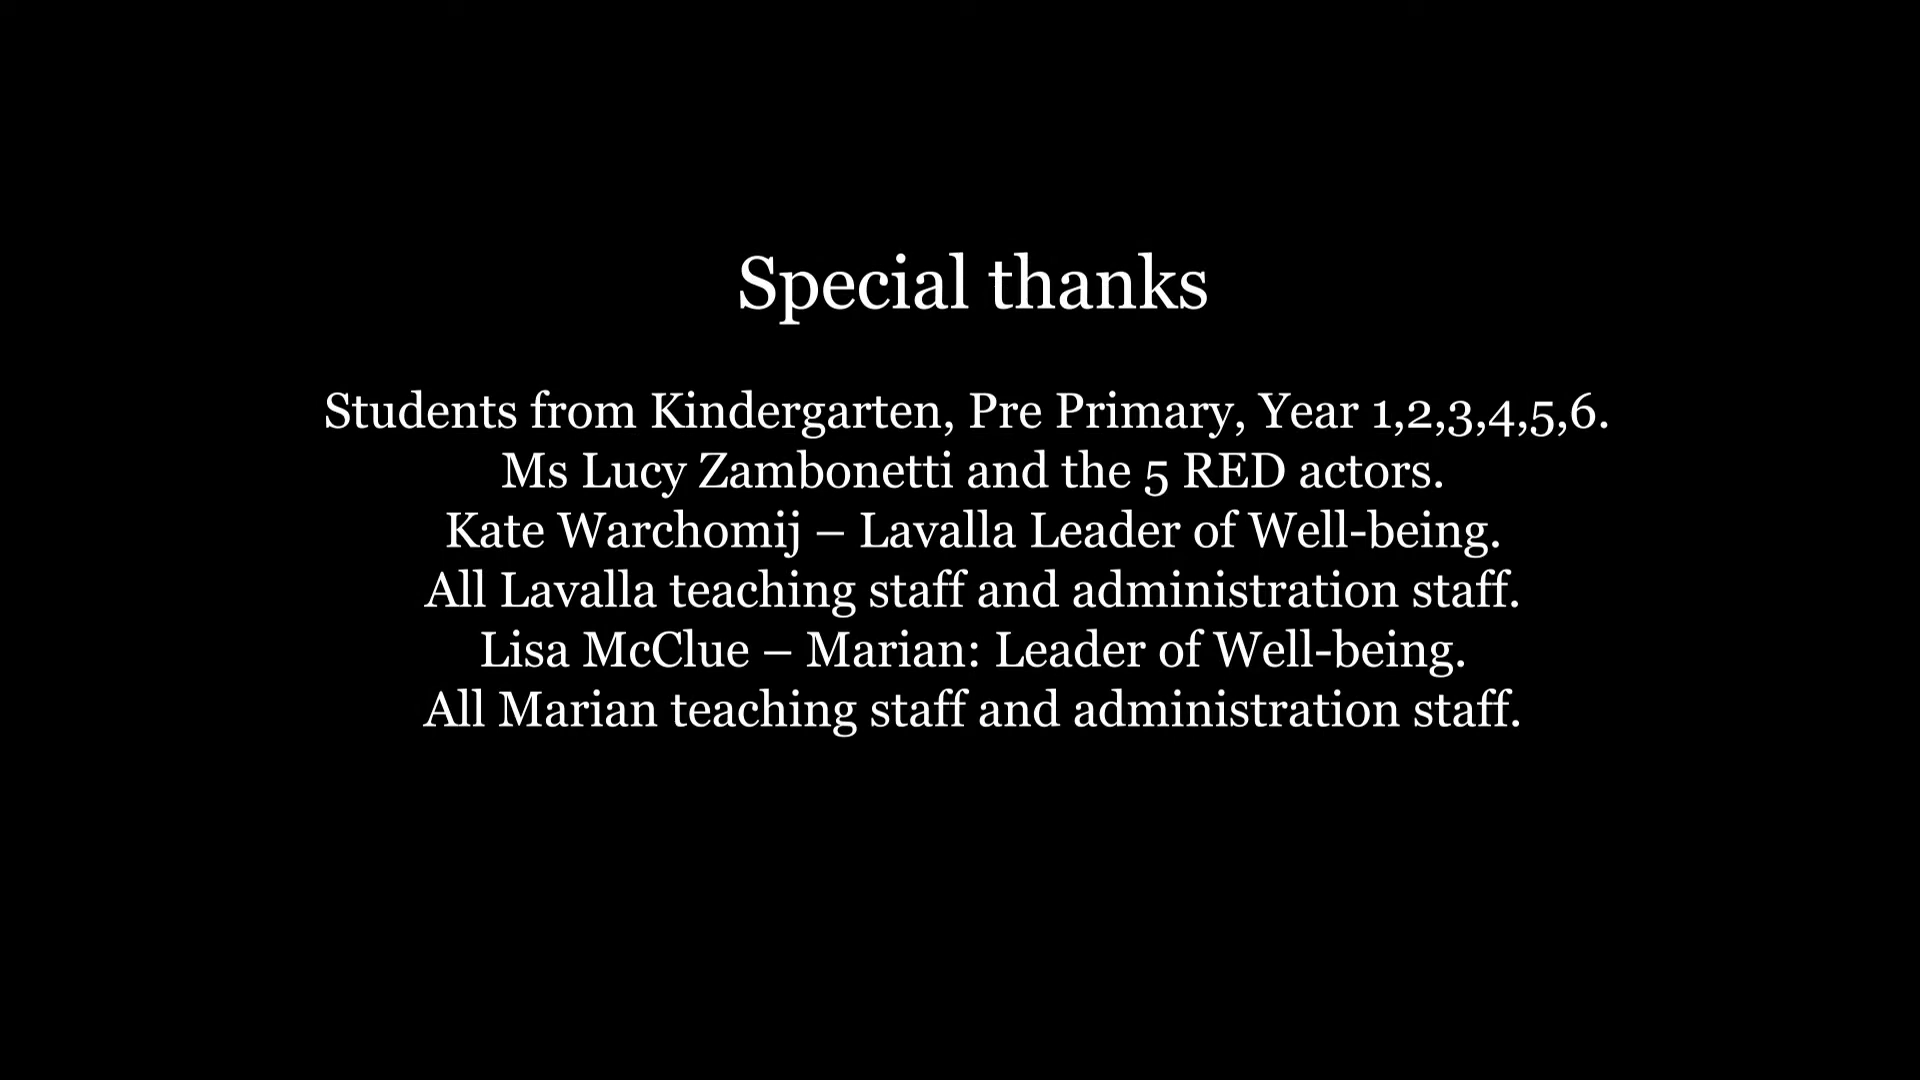 Special thanks
Students from Kindergarten, Pre Primary, Year 1,2,3,4,5,6.
Ms Lucy Zambonetti and the 5 RED actors.
Kate Warchomij – Lavalla Leader of Well-being.
All Lavalla teaching staff and administration staff.
Lisa McClue – Marian: Leader of Well-being.
All Marian teaching staff and administration staff.